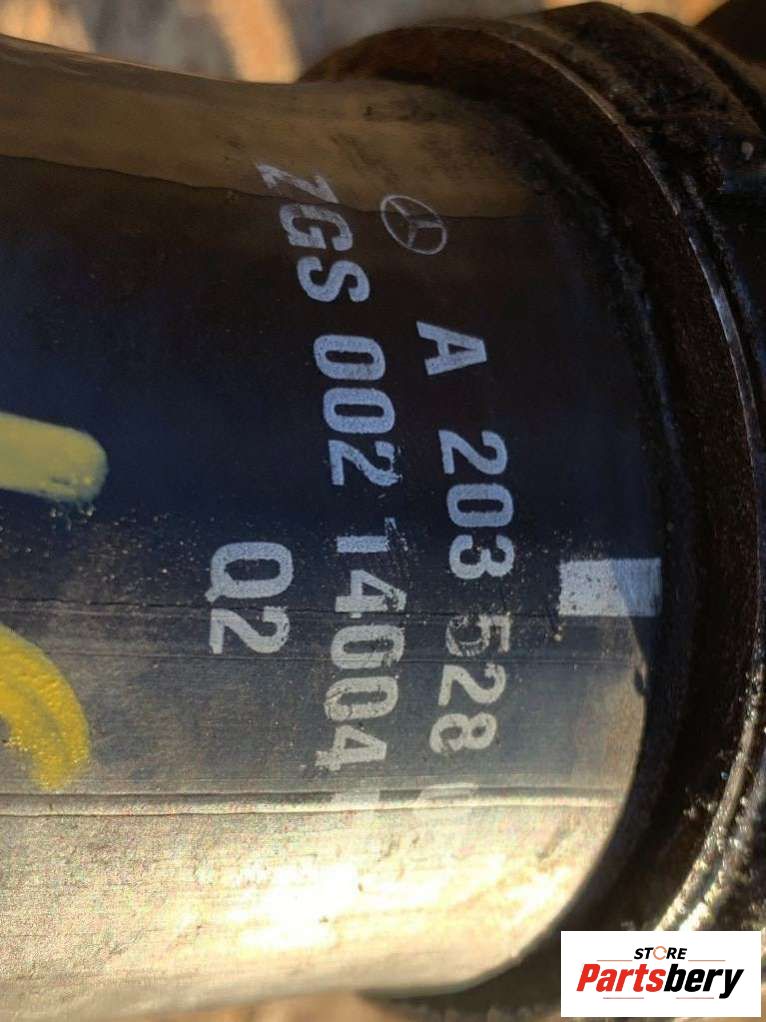 A 203 528
ZGS 002 14004
Q2
STORE
Partsbery